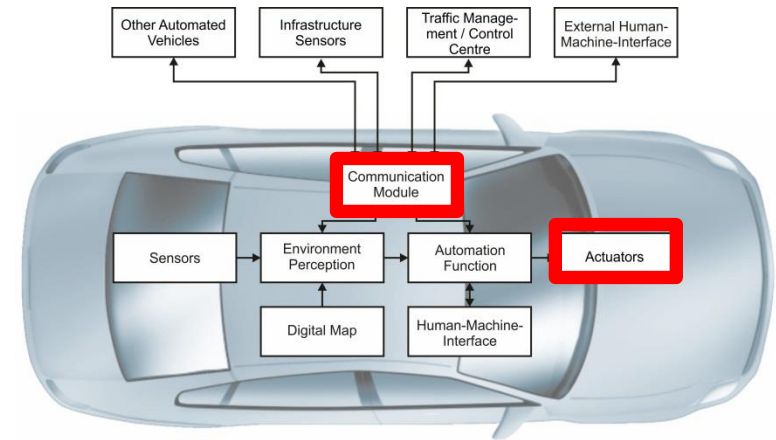 Other Automated
Vehicles
Infrastructure
Sensors
Traffic Manage-
ment / Control
Centre
External Human-
Machine-Interface
Communication
Module
Sensors
Environment
Perception
Automation
Function
Actuators
Digital Map
Human-Machine-
Interface